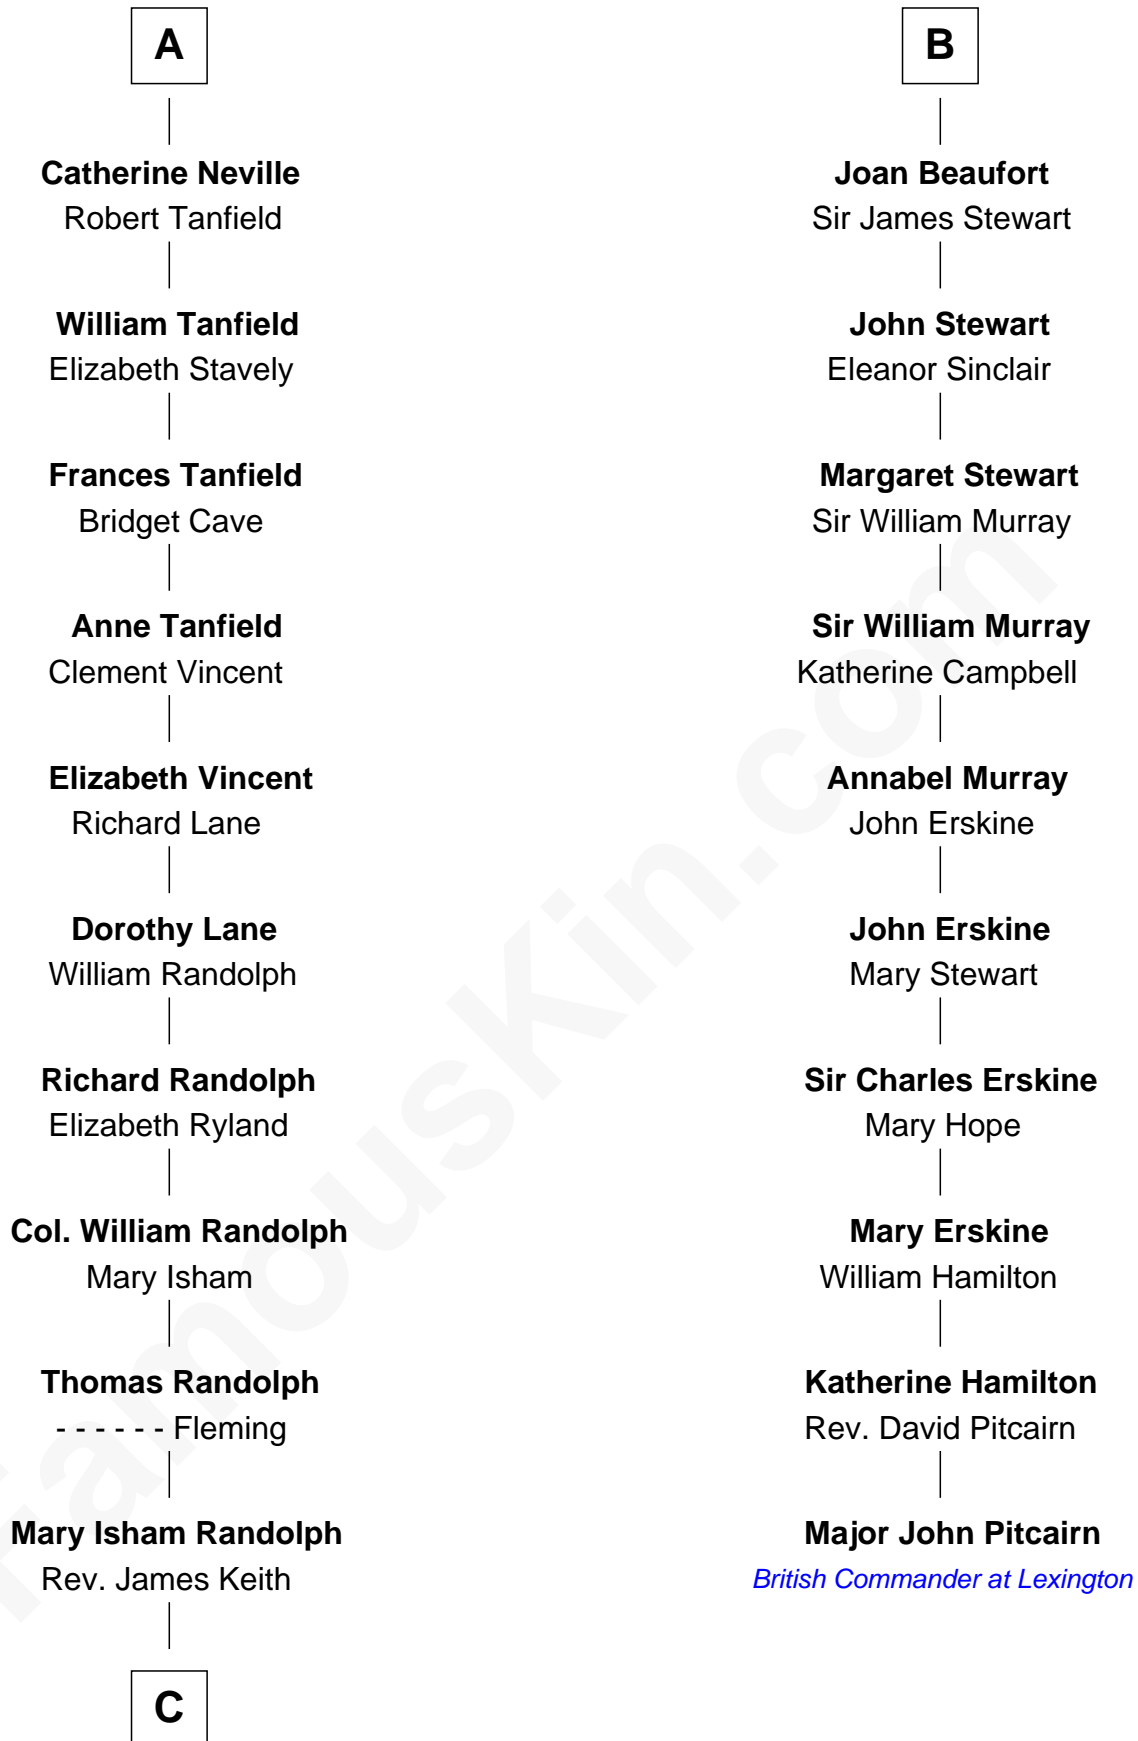 A
Catherine Neville
Robert Tanfield
William Tanfield
Elizabeth Stavely
Frances Tanfield
Bridget Cave
Anne Tanfield
Clement Vincent
Elizabeth Vincent
Richard Lane
Dorothy Lane
William Randolph
Richard Randolph
Elizabeth Ryland
Col. William Randolph
Mary Isham
Thomas Randolph
- - - - - - Fleming
Mary Isham Randolph
Rev. James Keith
C
B
Joan Beaufort
Sir James Stewart
John Stewart
Eleanor Sinclair
Margaret Stewart
Sir William Murray
Sir William Murray
Katherine Campbell
Annabel Murray
John Erskine
John Erskine
Mary Stewart
Sir Charles Erskine
Mary Hope
Mary Erskine
William Hamilton
Katherine Hamilton
Rev. David Pitcairn
Major John Pitcairn
British Commander at Lexington
FamousKin.com